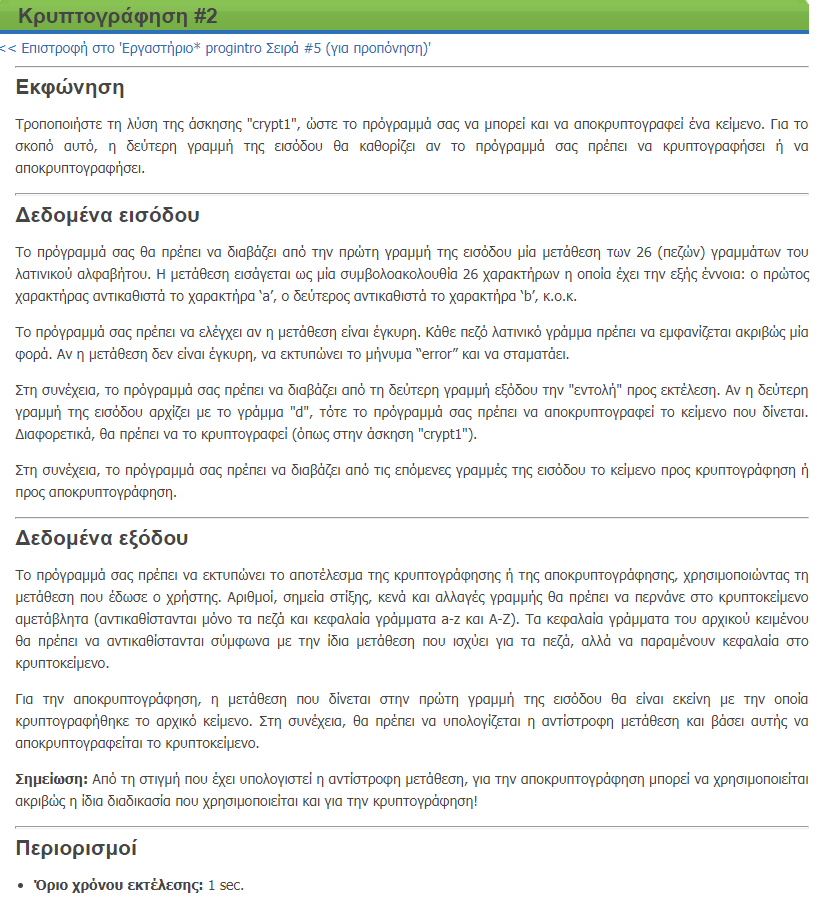 Κρυπτογράφηση #2
<< Επιστροφή στο 'Εργαστήριο* progintro Σειρά #5 (για προπόνηση)'
Εκφώνηση
Τροποποιήστε τη λύση της άσκησης "crypt1", ώστε το πρόγραμμά σας να μπορεί και να αποκρυπτογραφεί ένα κείμενο. Για το
σκοπό αυτό, η δεύτερη γραμμή της εισόδου θα καθορίζει αν το πρόγραμμά σας πρέπει να κρυπτογραφήσει ή να
αποκρυπτογραφήσει.
Δεδομένα εισόδου
Το πρόγραμμά σας θα πρέπει να διαβάζει από την πρώτη γραμμή της εισόδου μία μετάθεση των 26 (πεζών) γραμμάτων του
λατινικού αλφαβήτου. Η μετάθεση εισάγεται ως μία συμβολοακολουθία 26 χαρακτήρων η οποία έχει την εξής έννοια: ο πρώτος
χαρακτήρας αντικαθιστά το χαρακτήρα ‘a’, ο δεύτερος αντικαθιστά το χαρακτήρα ‘b’, κ.ο.κ.
Το πρόγραμμά σας πρέπει να ελέγχει αν η μετάθεση είναι έγκυρη. Κάθε πεζό λατινικό γράμμα πρέπει να εμφανίζεται ακριβώς μία
φορά. Αν η μετάθεση δεν είναι έγκυρη, να εκτυπώνει το μήνυμα “error” και να σταματάει.
Στη συνέχεια, το πρόγραμμά σας πρέπει να διαβάζει από τη δεύτερη γραμμή εξόδου την "εντολή" προς εκτέλεση. Αν η δεύτερη
γραμμή της εισόδου αρχίζει με το γράμμα "d", τότε το πρόγραμμά σας πρέπει να αποκρυπτογραφεί το κείμενο που δίνεται.
Διαφορετικά, θα πρέπει να το κρυπτογραφεί (όπως στην άσκηση "crypt1").
Στη συνέχεια, το πρόγραμμά σας πρέπει να διαβάζει από τις επόμενες γραμμές της εισόδου το κείμενο προς κρυπτογράφηση ή
προς αποκρυπτογράφηση.
Δεδομένα εξόδου
Το πρόγραμμά σας πρέπει να εκτυπώνει το αποτέλεσμα της κρυπτογράφησης ή της αποκρυπτογράφησης, χρησιμοποιώντας τη
μετάθεση που έδωσε ο χρήστης. Αριθμοί, σημεία στίξης, κενά και αλλαγές γραμμής θα πρέπει να περνάνε στο κρυπτοκείμενο
αμετάβλητα (αντικαθίστανται μόνο τα πεζά και κεφαλαία γράμματα a-z και A-Z). Τα κεφαλαία γράμματα του αρχικού κειμένου
θα πρέπει να αντικαθίστανται σύμφωνα με την ίδια μετάθεση που ισχύει για τα πεζά, αλλά να παραμένουν κεφαλαία στο
κρυπτοκείμενο.
Για την αποκρυπτογράφηση, η μετάθεση που δίνεται στην πρώτη γραμμή της εισόδου θα είναι εκείνη με την οποία
κρυπτογραφήθηκε το αρχικό κείμενο. Στη συνέχεια, θα πρέπει να υπολογίζεται η αντίστροφη μετάθεση και βάσει αυτής να
αποκρυπτογραφείται το κρυπτοκείμενο.
Σημείωση: Από τη στιγμή που έχει υπολογιστεί η αντίστροφη μετάθεση, για την αποκρυπτογράφηση μπορεί να χρησιμοποιείται
ακριβώς η ίδια διαδικασία που χρησιμοποιείται και για την κρυπτογράφηση!
Περιορισμοί
• Όριο χρόνου εκτέλεσης: 1 sec.